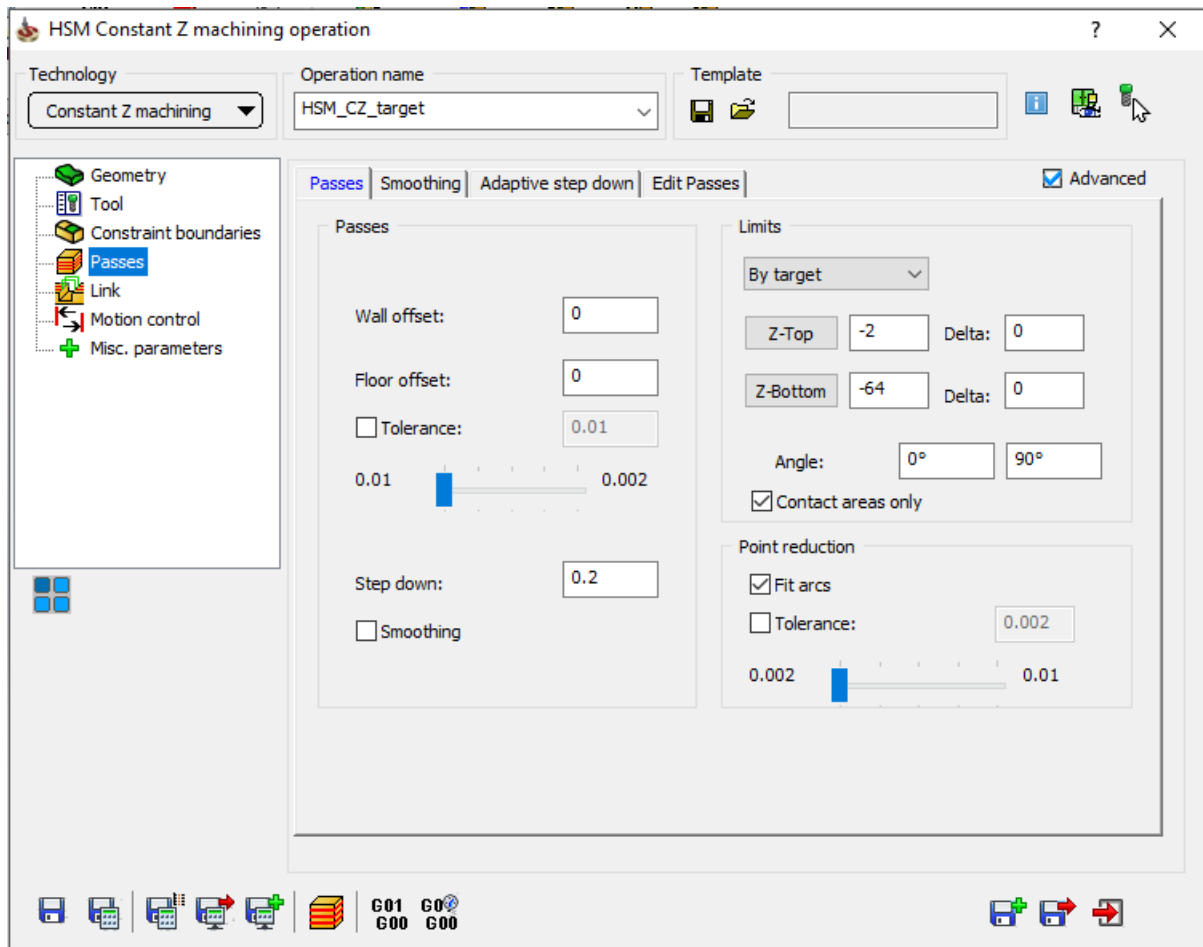 HSM Constant Z machining operation
?
Technology
Operation name
Template
Constant Z machining
HSM_CZ_target
Geometry
Tool
Constraint boundaries
Passes
Link
Motion control
Misc. parameters
Passes
Smoothing
Adaptive step down
Edit Passes
Advanced
Passes
Wall offset: 0
Floor offset: 0
Tolerance: 0.01
0.01 0.002
Step down: 0.2
Smoothing
Limits
By target
Z-Top -2 Delta: 0
Z-Bottom -64 Delta: 0
Angle: 0° 90°
Contact areas only
Point reduction
Fit arcs
Tolerance: 0.002
0.002 0.01
G01 G0
G00 G00